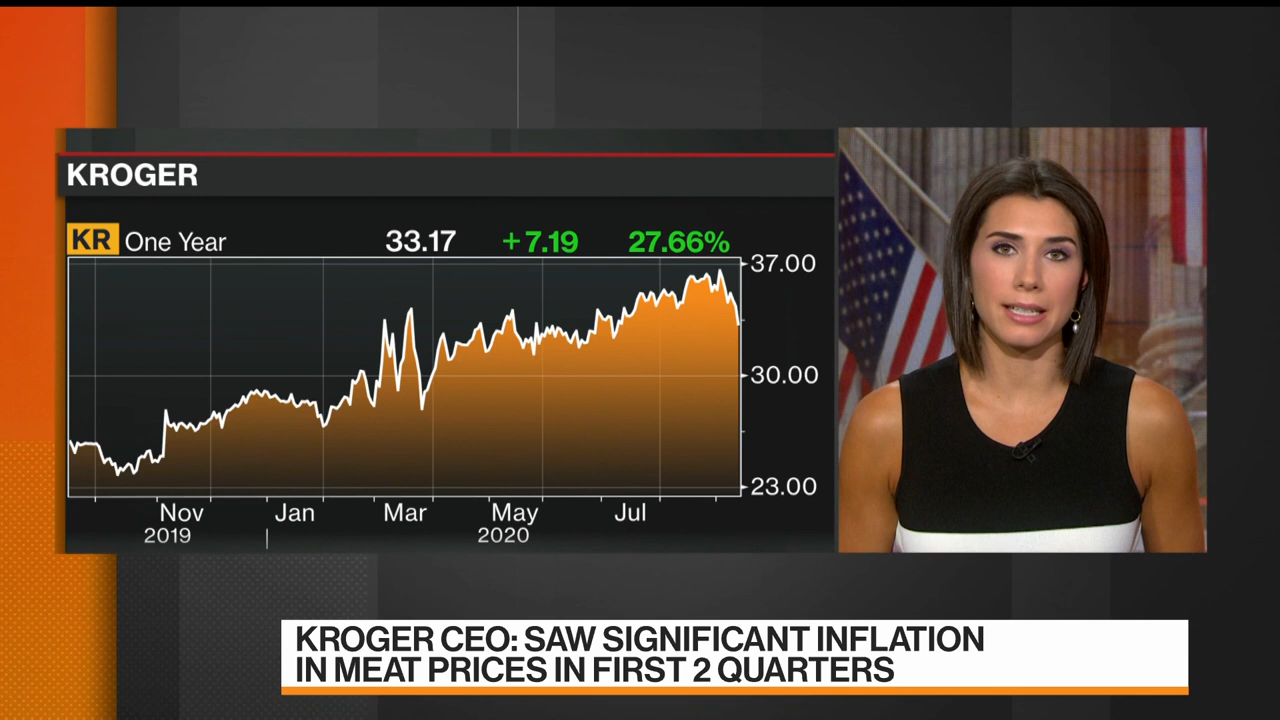 KROGER
KR One Year 33.17 +7.19 27.66%
37.00
30.00
23.00
Nov Jan Mar May Jul
2019 2020
KROGER CEO: SAW SIGNIFICANT INFLATION
IN MEAT PRICES IN FIRST 2 QUARTERS